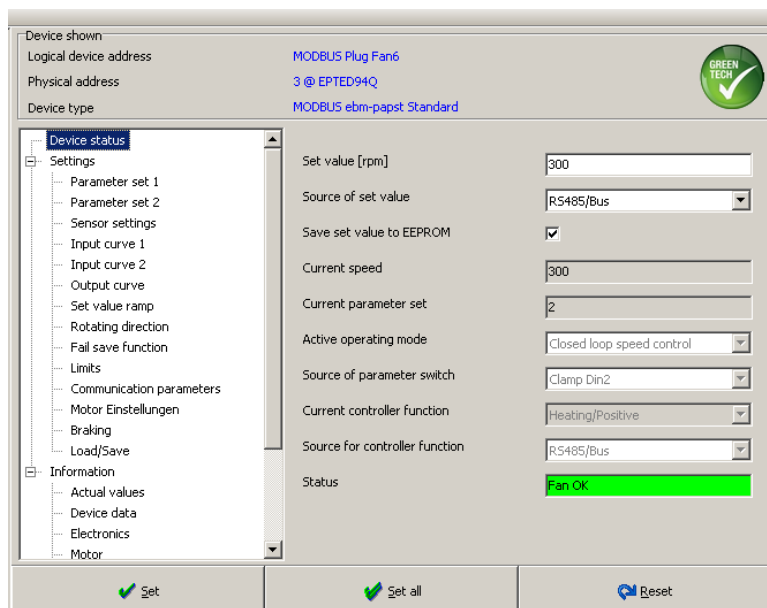 Device shown
Logical device address MODBUS Plug Fan6
Physical address 3 @ EPTED94Q
Device type MODBUS ebm-papst Standard
GREEN
TECH
Device status
Settings
Parameter set 1
Parameter set 2
Sensor settings
Input curve 1
Input curve 2
Output curve
Set value ramp
Rotating direction
Fail save function
Limits
Communication parameters
Motor Einstellungen
Braking
Load/Save
Information
Actual values
Device data
Electronics
Motor
Set value [rpm] 300
Source of set value RS485/Bus
Save set value to EEPROM
Current speed 300
Current parameter set 2
Active operating mode Closed loop speed control
Source of parameter switch Clamp Din2
Current controller function Heating/Positive
Source for controller function RS485/Bus
Status Fan OK
Set Set all Reset